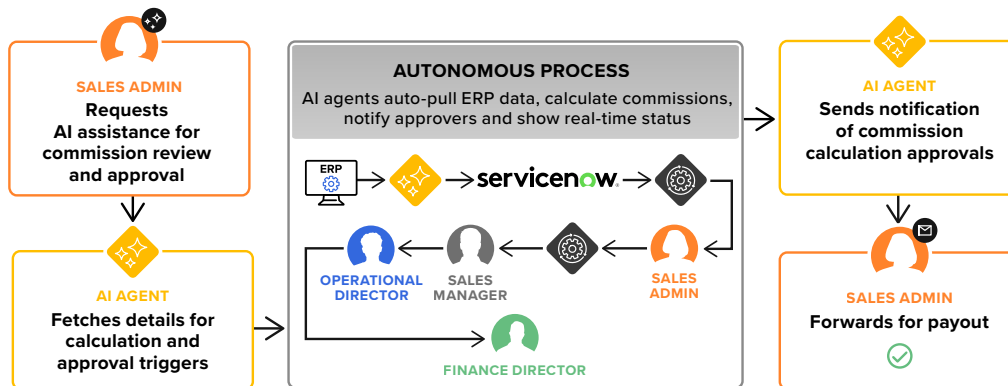 SALES ADMIN
Requests
AI assistance for
commission review
and approval
AI AGENT
Fetches details for
calculation and
approval triggers
AUTONOMOUS PROCESS
AI agents auto-pull ERP data, calculate commissions,
notify approvers and show real-time status
ERP
servicenow®
OPERATIONAL
DIRECTOR
SALES
MANAGER
SALES
ADMIN
FINANCE DIRECTOR
AI AGENT
Sends notification
of commission
calculation approvals
SALES ADMIN
Forwards for payout